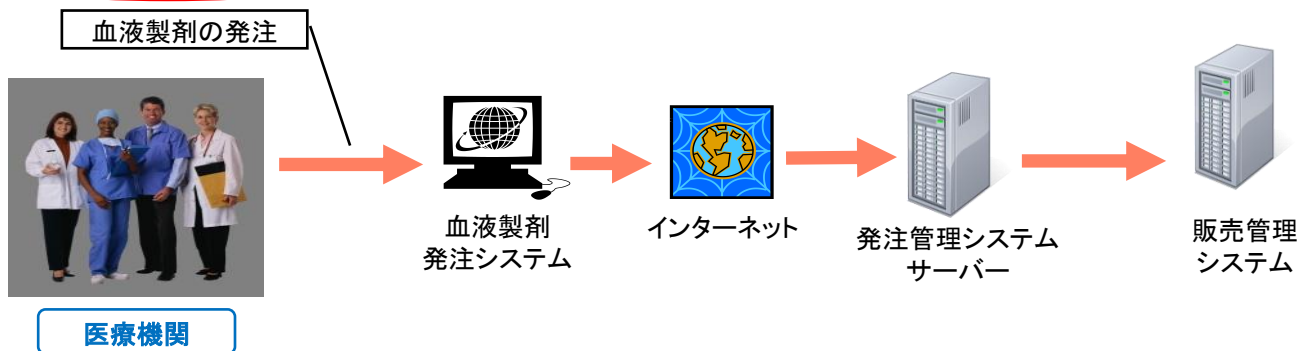 血液製剤の発注
血液製剤
発注システム
インターネット
発注管理システム
サーバー
販売管理
システム
医療機関